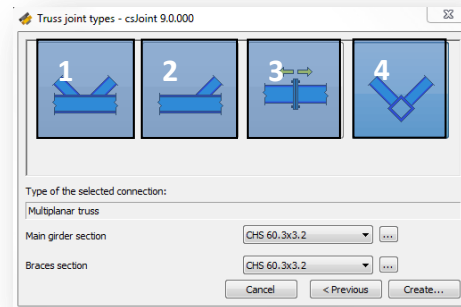 Truss joint types - csJoint 9.0.000
1 2 3 4
Type of the selected connection:
Multiplanar truss
Main girder section CHS 60.3x3.2 ...
Braces section CHS 60.3x3.2 ...
Cancel < Previous Create...